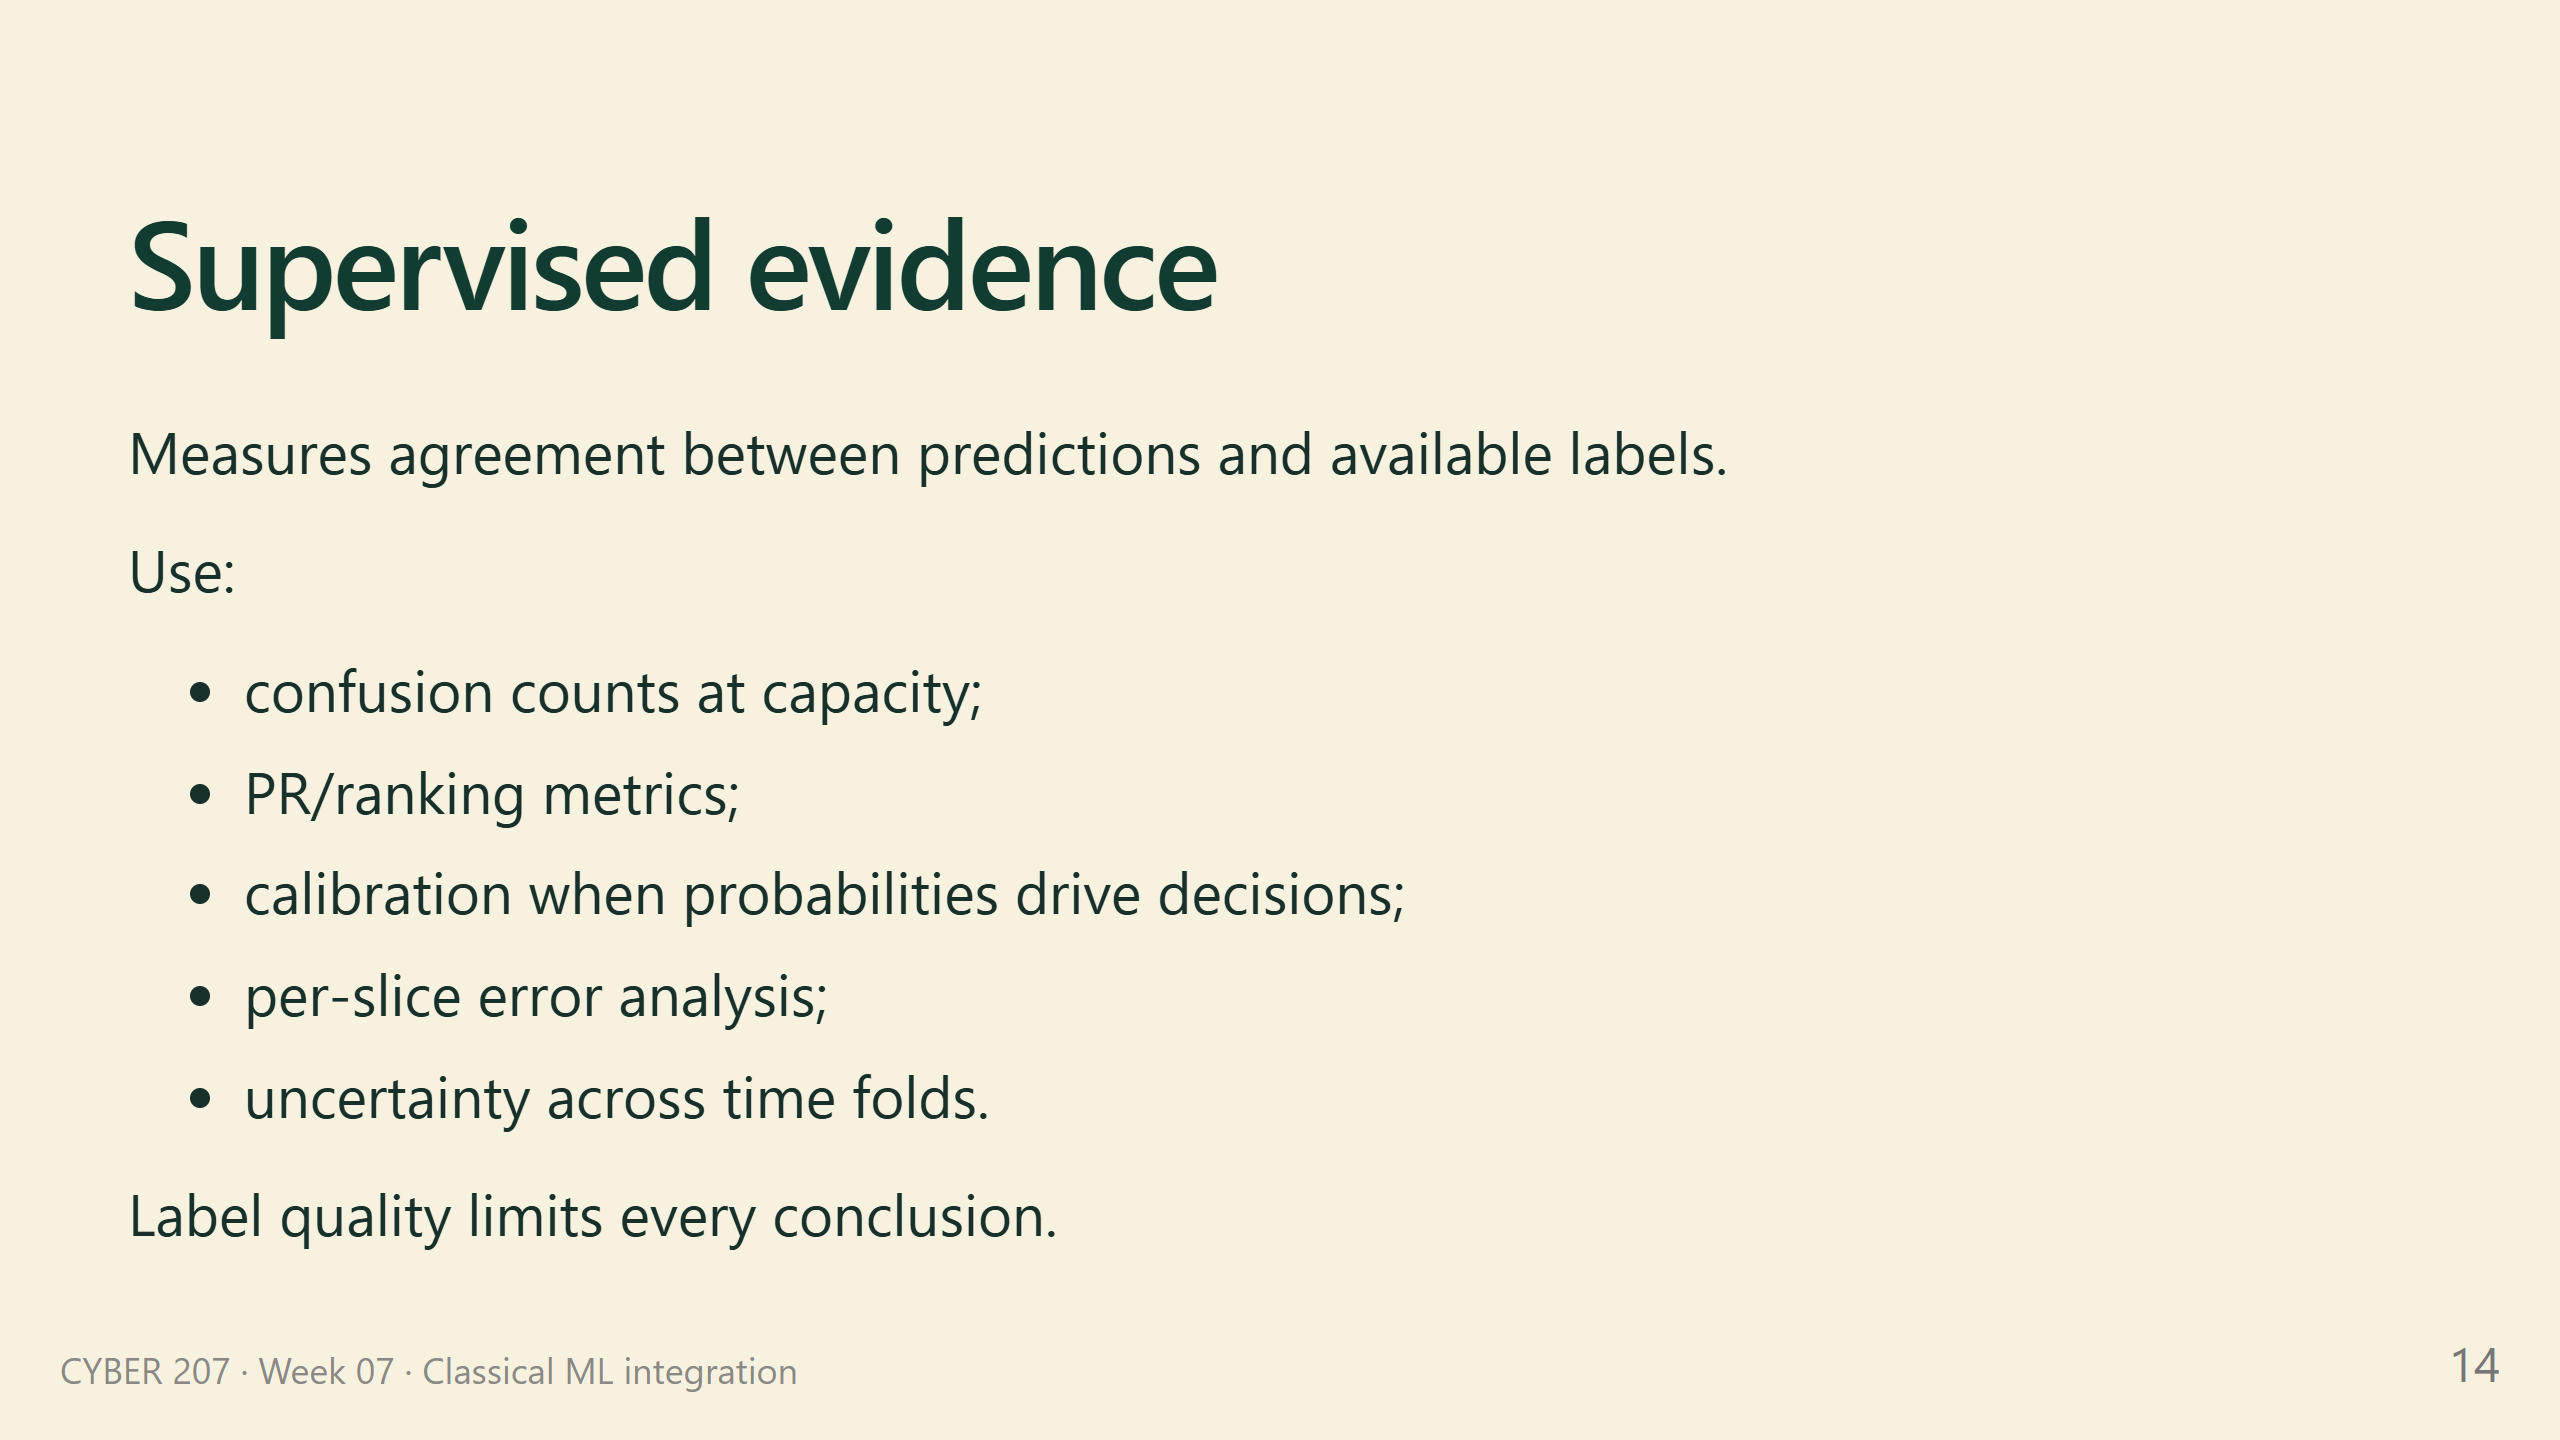 Supervised evidence
Measures agreement between predictions and available labels.
Use:
• confusion counts at capacity;
• PR/ranking metrics;
• calibration when probabilities drive decisions;
• per-slice error analysis;
• uncertainty across time folds.
Label quality limits every conclusion.
CYBER 207 · Week 07 · Classical ML integration
14